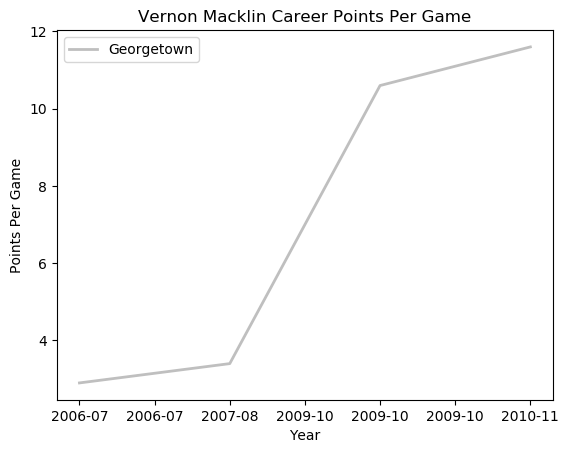 Vernon Macklin Career Points Per Game
Georgetown
12
10
8
6
4
Points Per Game
2006-07 2006-07 2007-08 2009-10 2009-10 2009-10 2010-11
Year